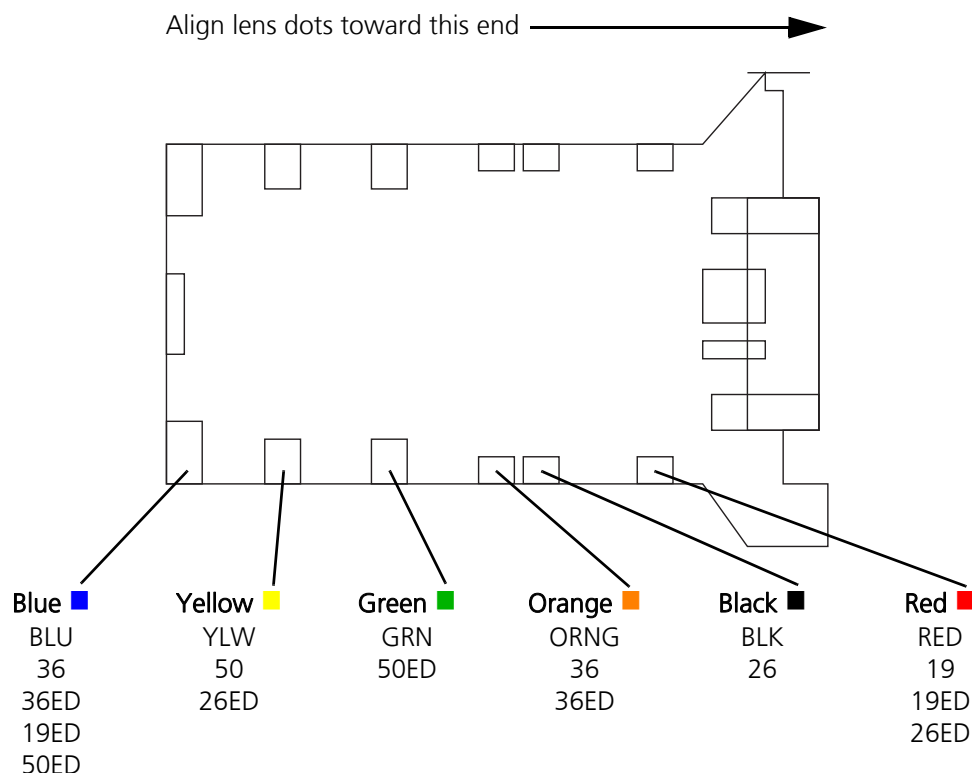 Align lens dots toward this end
Blue
BLU
36
36ED
19ED
50ED
Yellow
YLW
50
26ED
Green
GRN
50ED
Orange
ORNG
36
36ED
Black
BLK
26
Red
RED
19
19ED
26ED